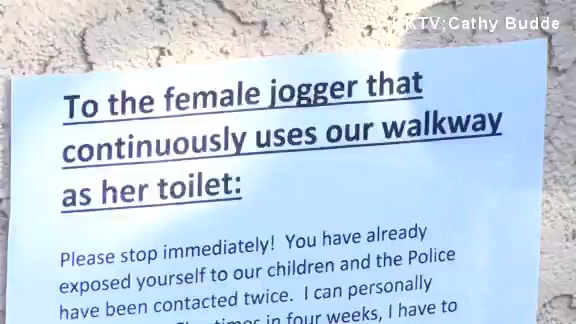 KTV;Cathy Budde
To the female jogger that
continuously uses our walkway
as her toilet:
Please stop immediately! You have already
exposed yourself to our children and the Police
have been contacted twice. I can personally
times in four weeks, I have to